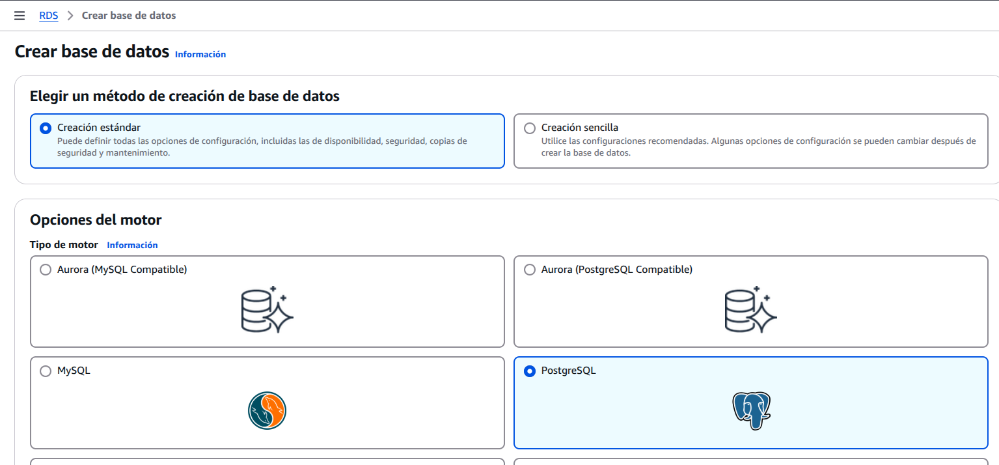 RDS > Crear base de datos
Crear base de datos Información
Elegir un método de creación de base de datos
Creación estándar
Puede definir todas las opciones de configuración, incluidas las de disponibilidad, seguridad, copias de
seguridad y mantenimiento.
Creación sencilla
Utilice las configuraciones recomendadas. Algunas opciones de configuración se pueden cambiar después de
crear la base de datos.
Opciones del motor
Tipo de motor Información
Aurora (MySQL Compatible)
Aurora (PostgreSQL Compatible)
MySQL
PostgreSQL